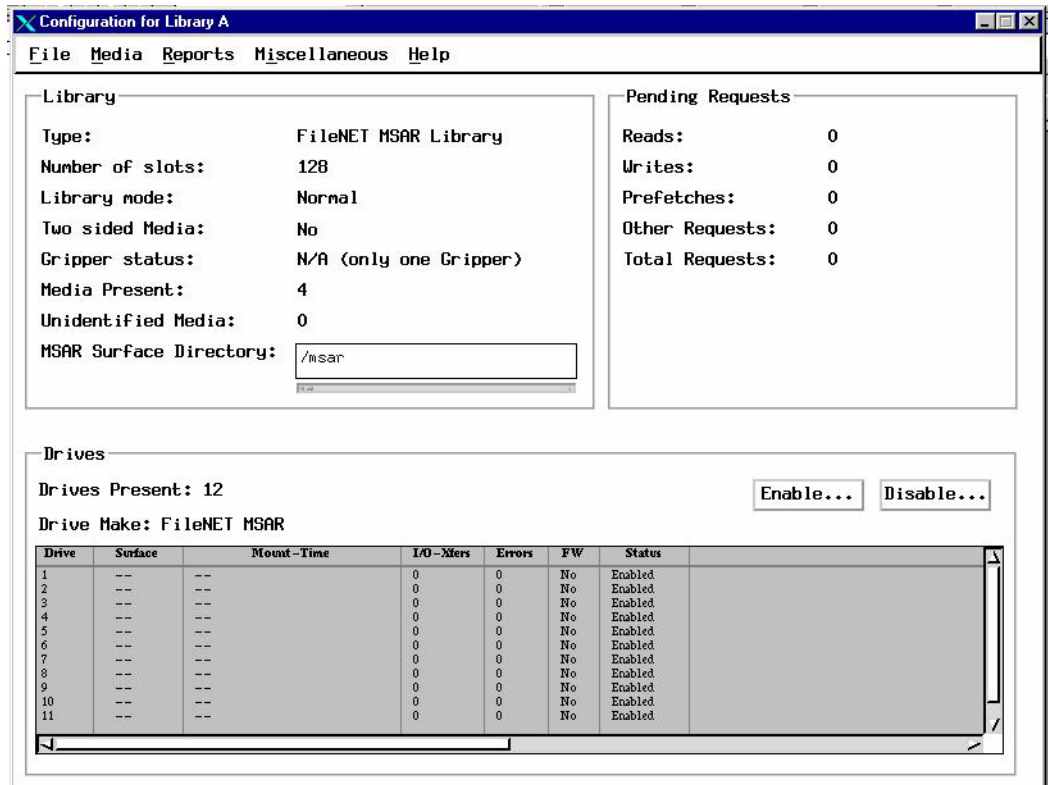 Configuration for Library A
File Media Reports Miscellaneous Help
Library
Type: FileNET MSAR Library
Number of slots: 128
Library mode: Normal
Two sided Media: No
Gripper status: N/A (only one Gripper)
Media Present: 4
Unidentified Media: 0
MSAR Surface Directory: /msar
Pending Requests
Reads: 0
Writes: 0
Prefetches: 0
Other Requests: 0
Total Requests: 0
Drives
Drives Present: 12
Enable... Disable...
Drive Make: FileNET MSAR
Drive Surface Mount-Time I/O-Xfers Errors FW Status
1 -- -- 0 0 No Enabled
2 -- -- 0 0 No Enabled
3 -- -- 0 0 No Enabled
4 -- -- 0 0 No Enabled
5 -- -- 0 0 No Enabled
6 -- -- 0 0 No Enabled
7 -- -- 0 0 No Enabled
8 -- -- 0 0 No Enabled
9 -- -- 0 0 No Enabled
10 -- -- 0 0 No Enabled
11 -- -- 0 0 No Enabled